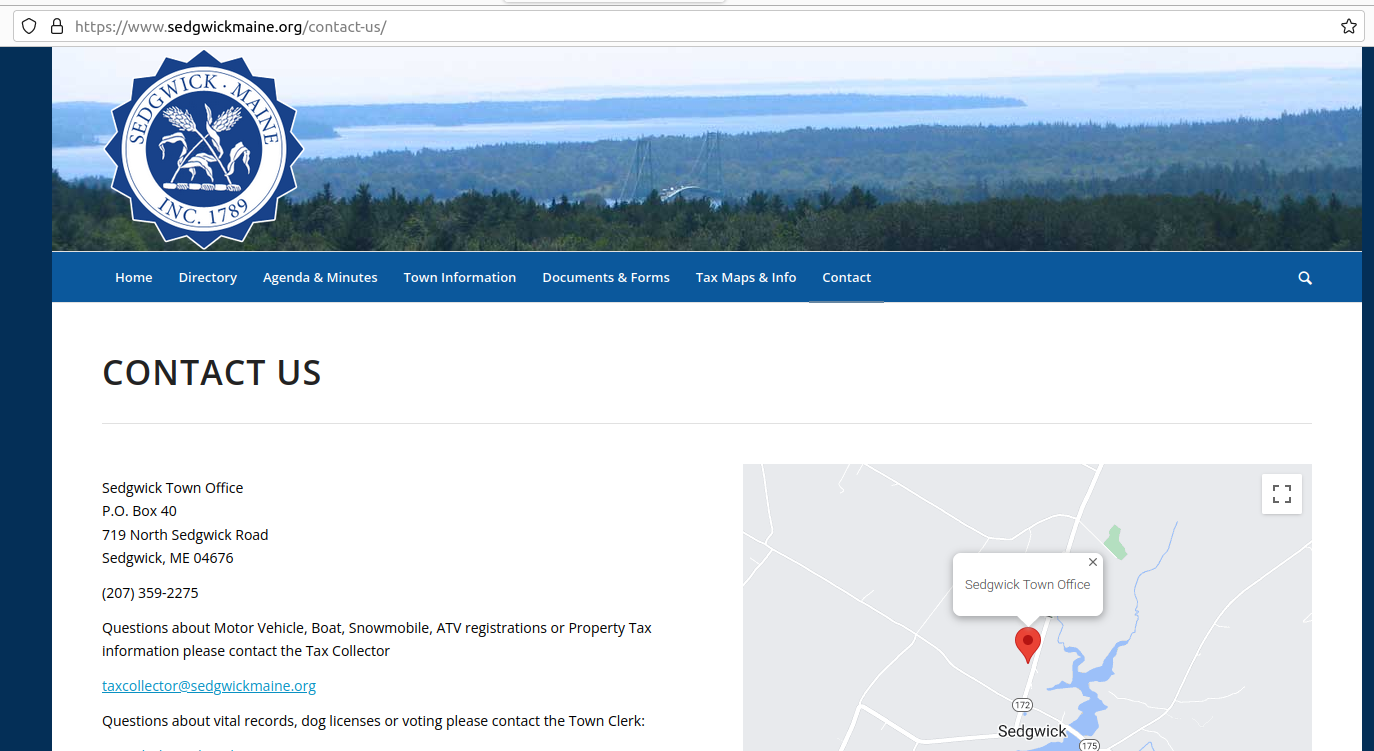 https://www.sedgwickmaine.org/contact-us/
SEDGWICK · MAINE
INC. 1789
Home Directory Agenda & Minutes Town Information Documents & Forms Tax Maps & Info Contact
CONTACT US
Sedgwick Town Office
P.O. Box 40
719 North Sedgwick Road
Sedgwick, ME 04676
(207) 359-2275
Questions about Motor Vehicle, Boat, Snowmobile, ATV registrations or Property Tax
information please contact the Tax Collector
taxcollector@sedgwickmaine.org
Questions about vital records, dog licenses or voting please contact the Town Clerk:
Sedgwick Town Office
172
Sedgwick
175